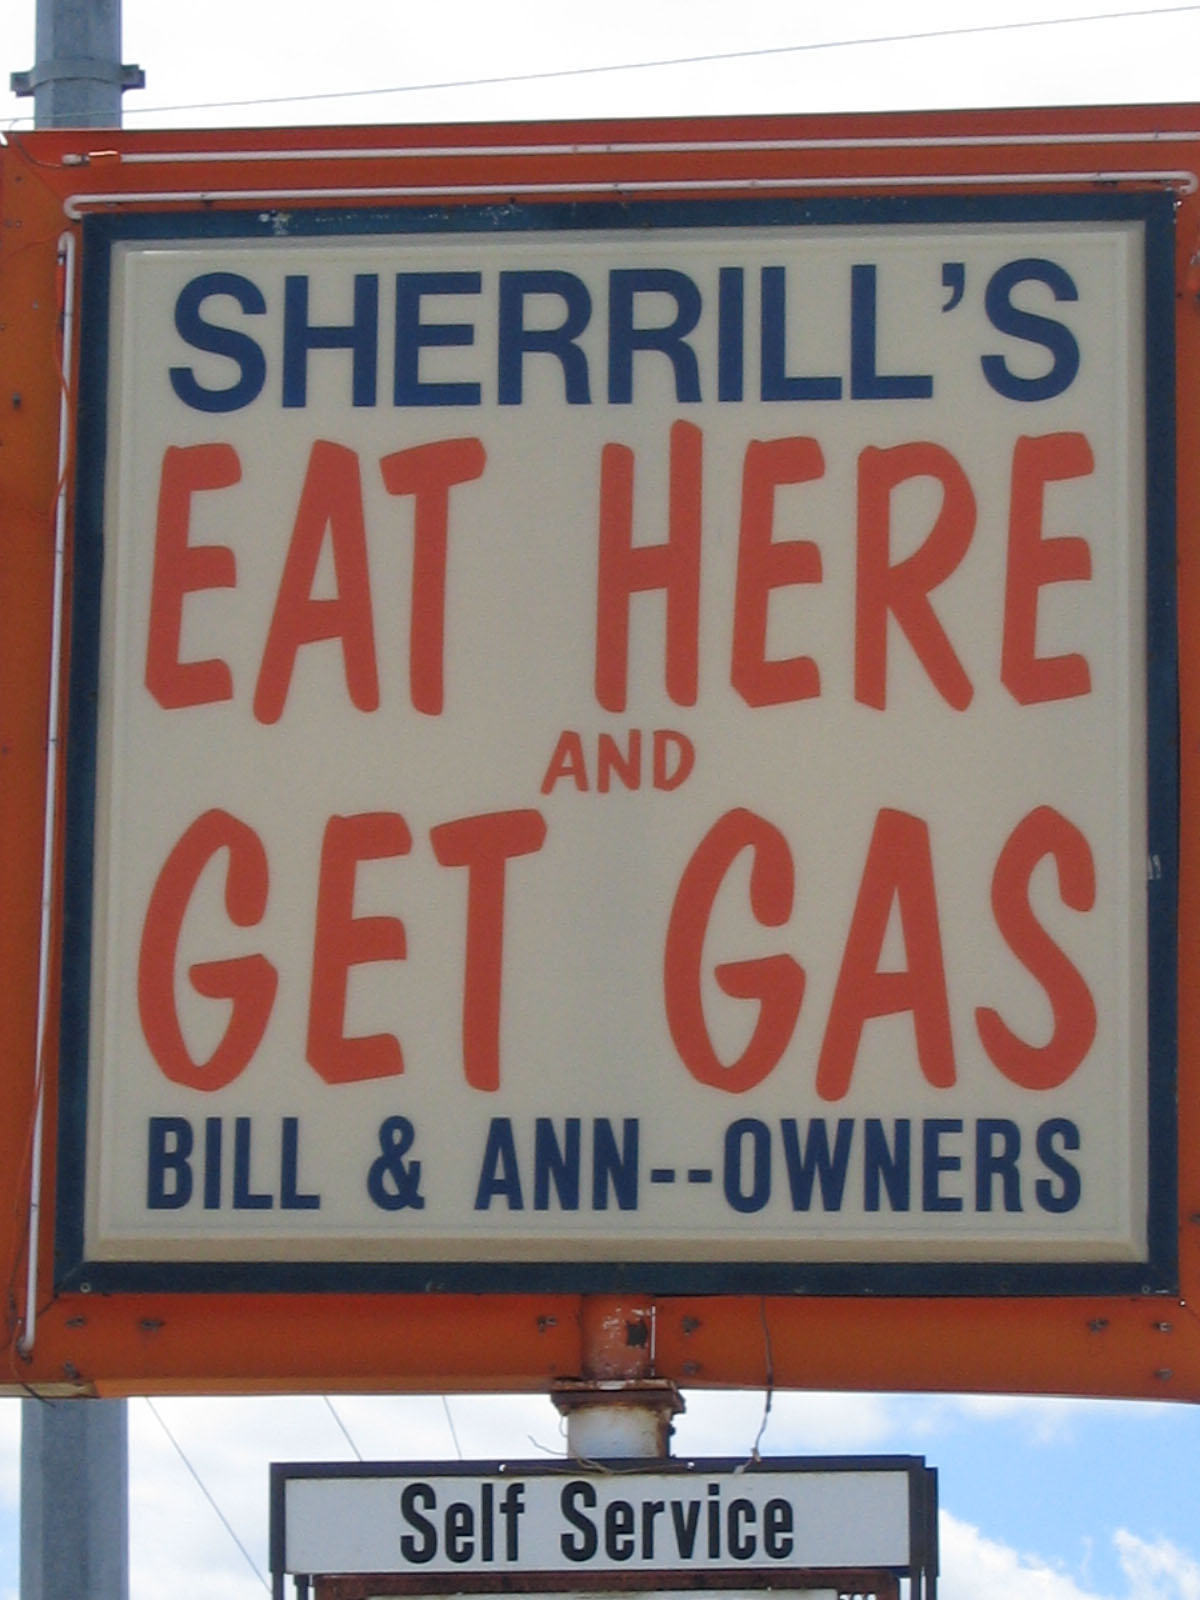 SHERRILL'S
EAT HERE
AND
GET GAS
BILL & ANN--OWNERS
Self Service